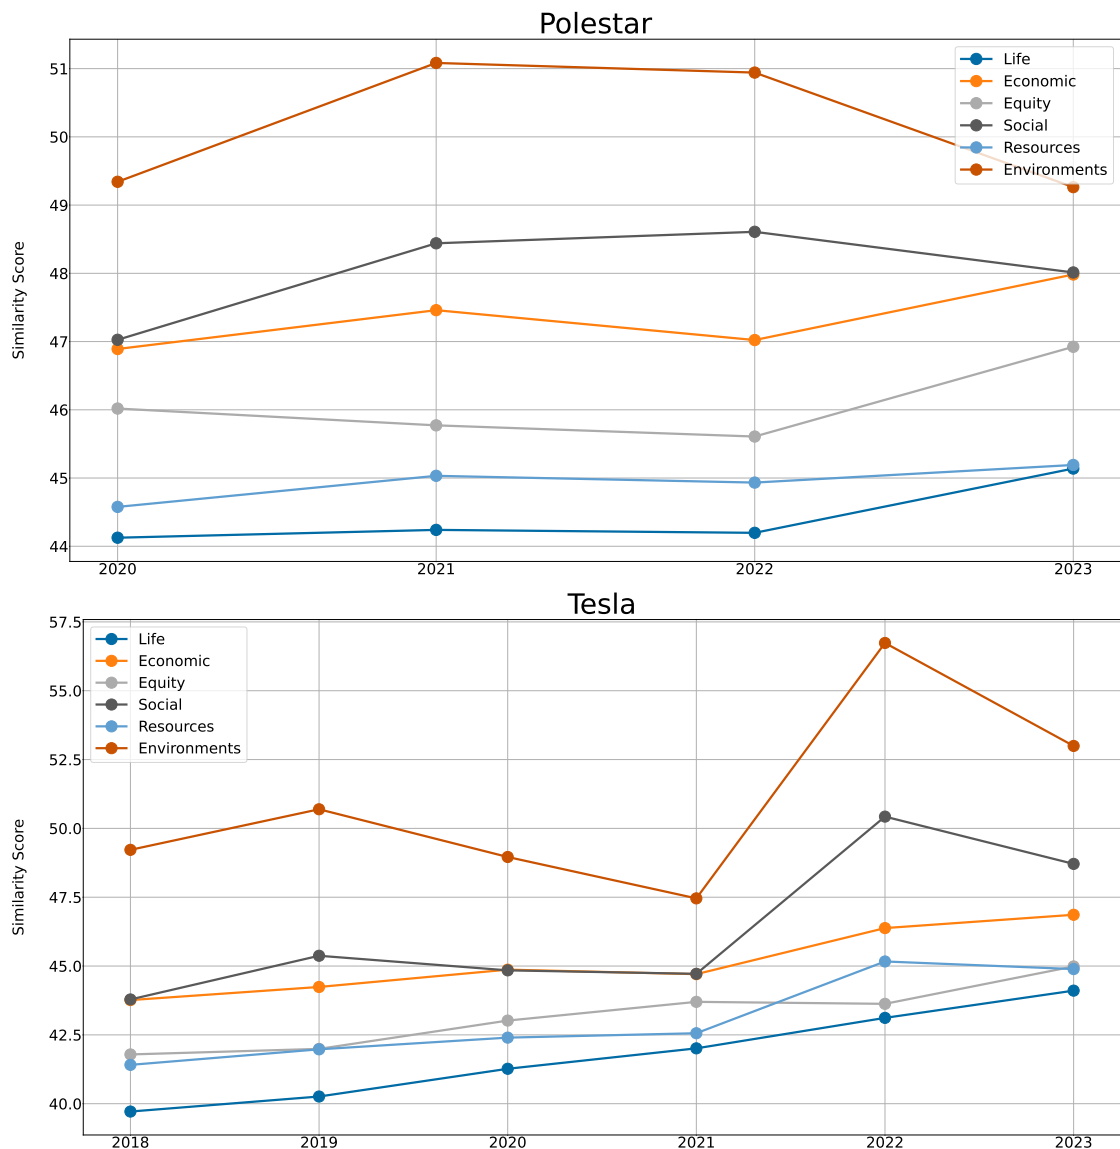 Polestar
51
50
49
48
47
46
45
44
Similarity Score
Life
Economic
Equity
Social
Resources
Environments
2020 2021 2022 2023
Tesla
57.5
55.0
52.5
50.0
47.5
45.0
42.5
40.0
Similarity Score
Life
Economic
Equity
Social
Resources
Environments
2018 2019 2020 2021 2022 2023